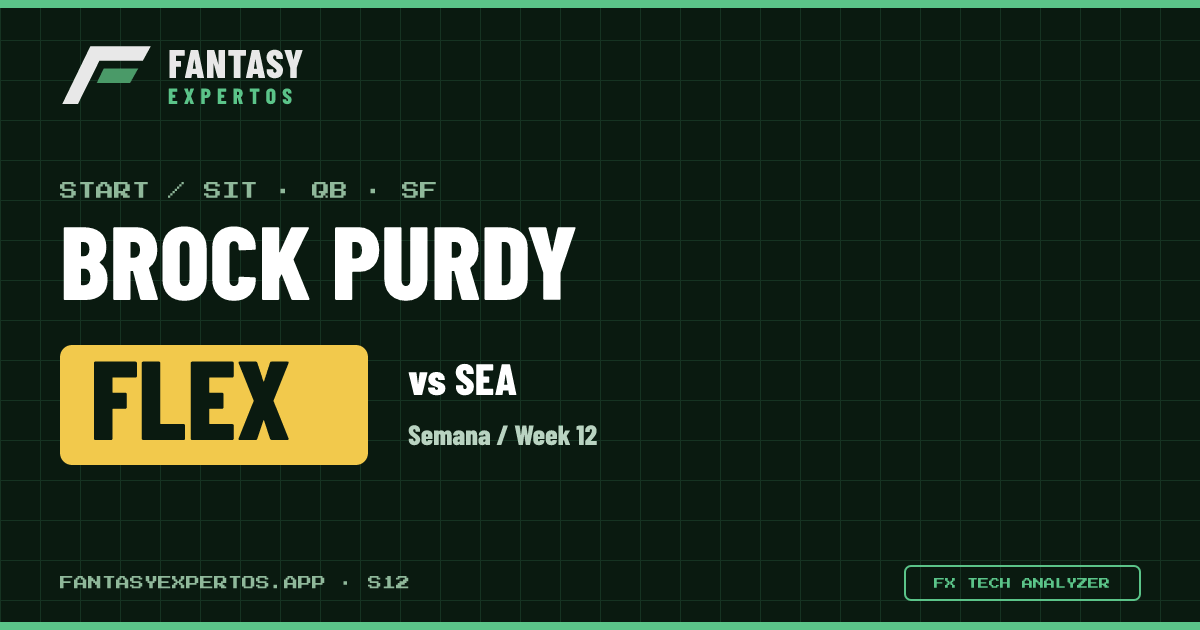 FANTASY
EXPERTOS
START / SIT · QB · SF
BROCK PURDY
FLEX
vs SEA
Semana / Week 12
FANTASYEXPERTOS.APP · S12
FX TECH ANALYZER